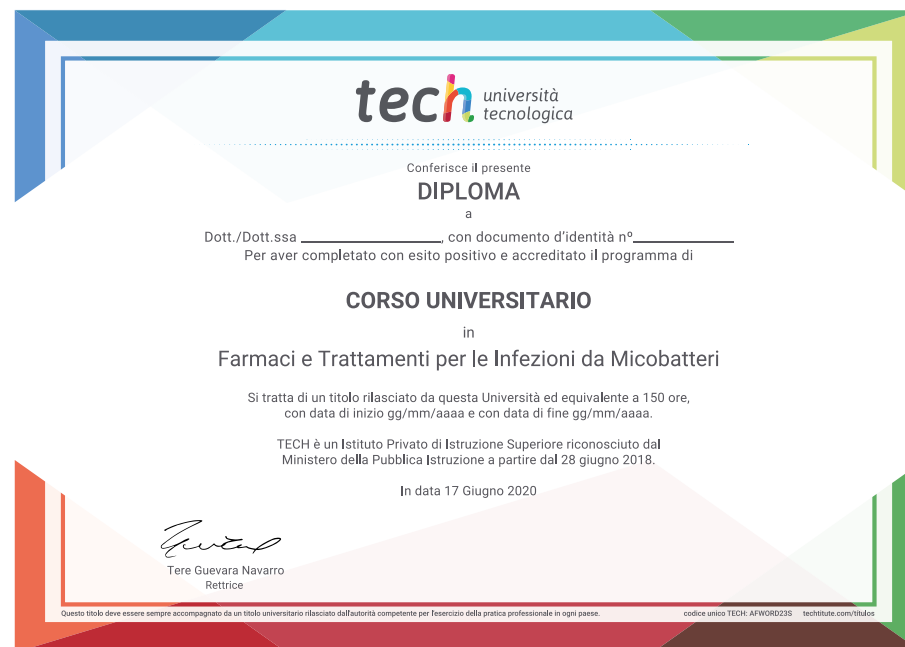 tech università
tecnologica
Conferisce il presente
DIPLOMA
a
Dott./Dott.ssa ____________________, con documento d'identità nº______________
Per aver completato con esito positivo e accreditato il programma di
CORSO UNIVERSITARIO
in
Farmaci e Trattamenti per le Infezioni da Micobatteri
Si tratta di un titolo rilasciato da questa Università ed equivalente a 150 ore,
con data di inizio gg/mm/aaaa e con data di fine gg/mm/aaaa.
TECH è un Istituto Privato di Istruzione Superiore riconosciuto dal
Ministero della Pubblica Istruzione a partire dal 28 giugno 2018.
In data 17 Giugno 2020
Tere Guevara Navarro
Rettrice
Questo titolo deve essere sempre accompagnato da un titolo universitario rilasciato dall'autorità competente per l'esercizio della pratica professionale in ogni paese. codice unico TECH: AFWORD23S techtitute.com/titulos